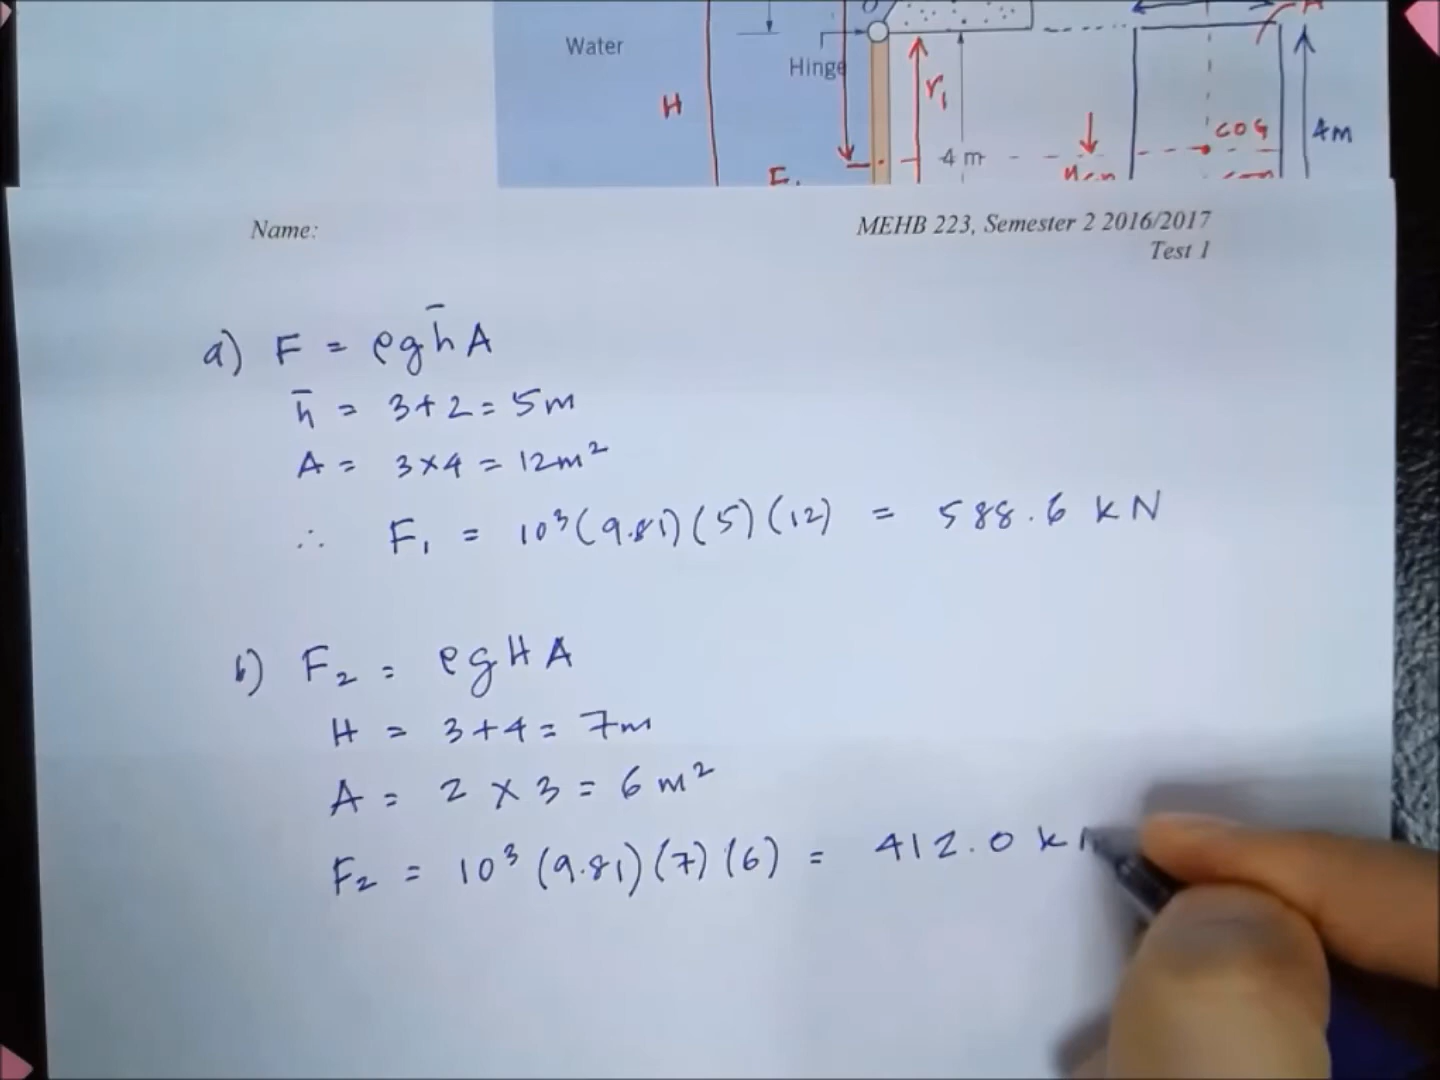 Water
Hinge
H
r₁
4 m
COG
4m
Name:
MEHB 223, Semester 2 2016/2017
Test 1
a) F = ρgh̄A
h̄ = 3+2 = 5m
A = 3×4 = 12m²
∴ F₁ = 10³(9.81)(5)(12) = 588.6 kN
b) F₂ = ρgHA
H = 3+4 = 7m
A = 2 × 3 = 6m²
F₂ = 10³(9.81)(7)(6) = 412.0 k